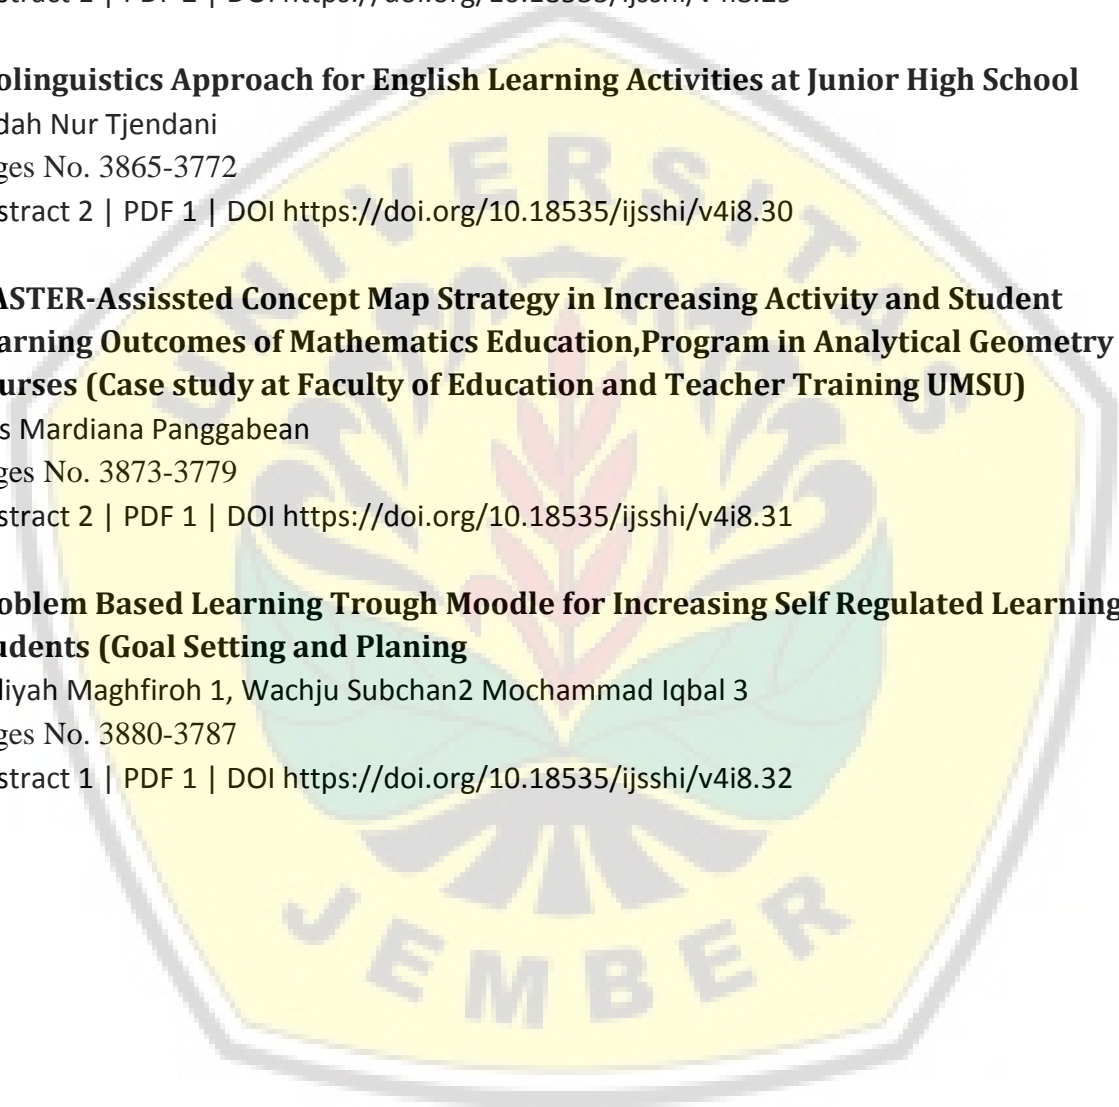 olinguistics Approach for English Learning Activities at Junior High School
dah Nur Tjendani
ges No. 3865-3772
stract 2 | PDF 1 | DOI https://doi.org/10.18535/ijsshi/v4i8.30
ASTER-Assissted Concept Map Strategy in Increasing Activity and Student
arning Outcomes of Mathematics Education,Program in Analytical Geometry
urses (Case study at Faculty of Education and Teacher Training UMSU)
s Mardiana Panggabean
ges No. 3873-3779
stract 2 | PDF 1 | DOI https://doi.org/10.18535/ijsshi/v4i8.31
oblem Based Learning Trough Moodle for Increasing Self Regulated Learning
udents (Goal Setting and Planing
liyah Maghfiroh 1, Wachju Subchan2 Mochammad Iqbal 3
ges No. 3880-3787
stract 1 | PDF 1 | DOI https://doi.org/10.18535/ijsshi/v4i8.32
UNIVERSITAS
JEMBER